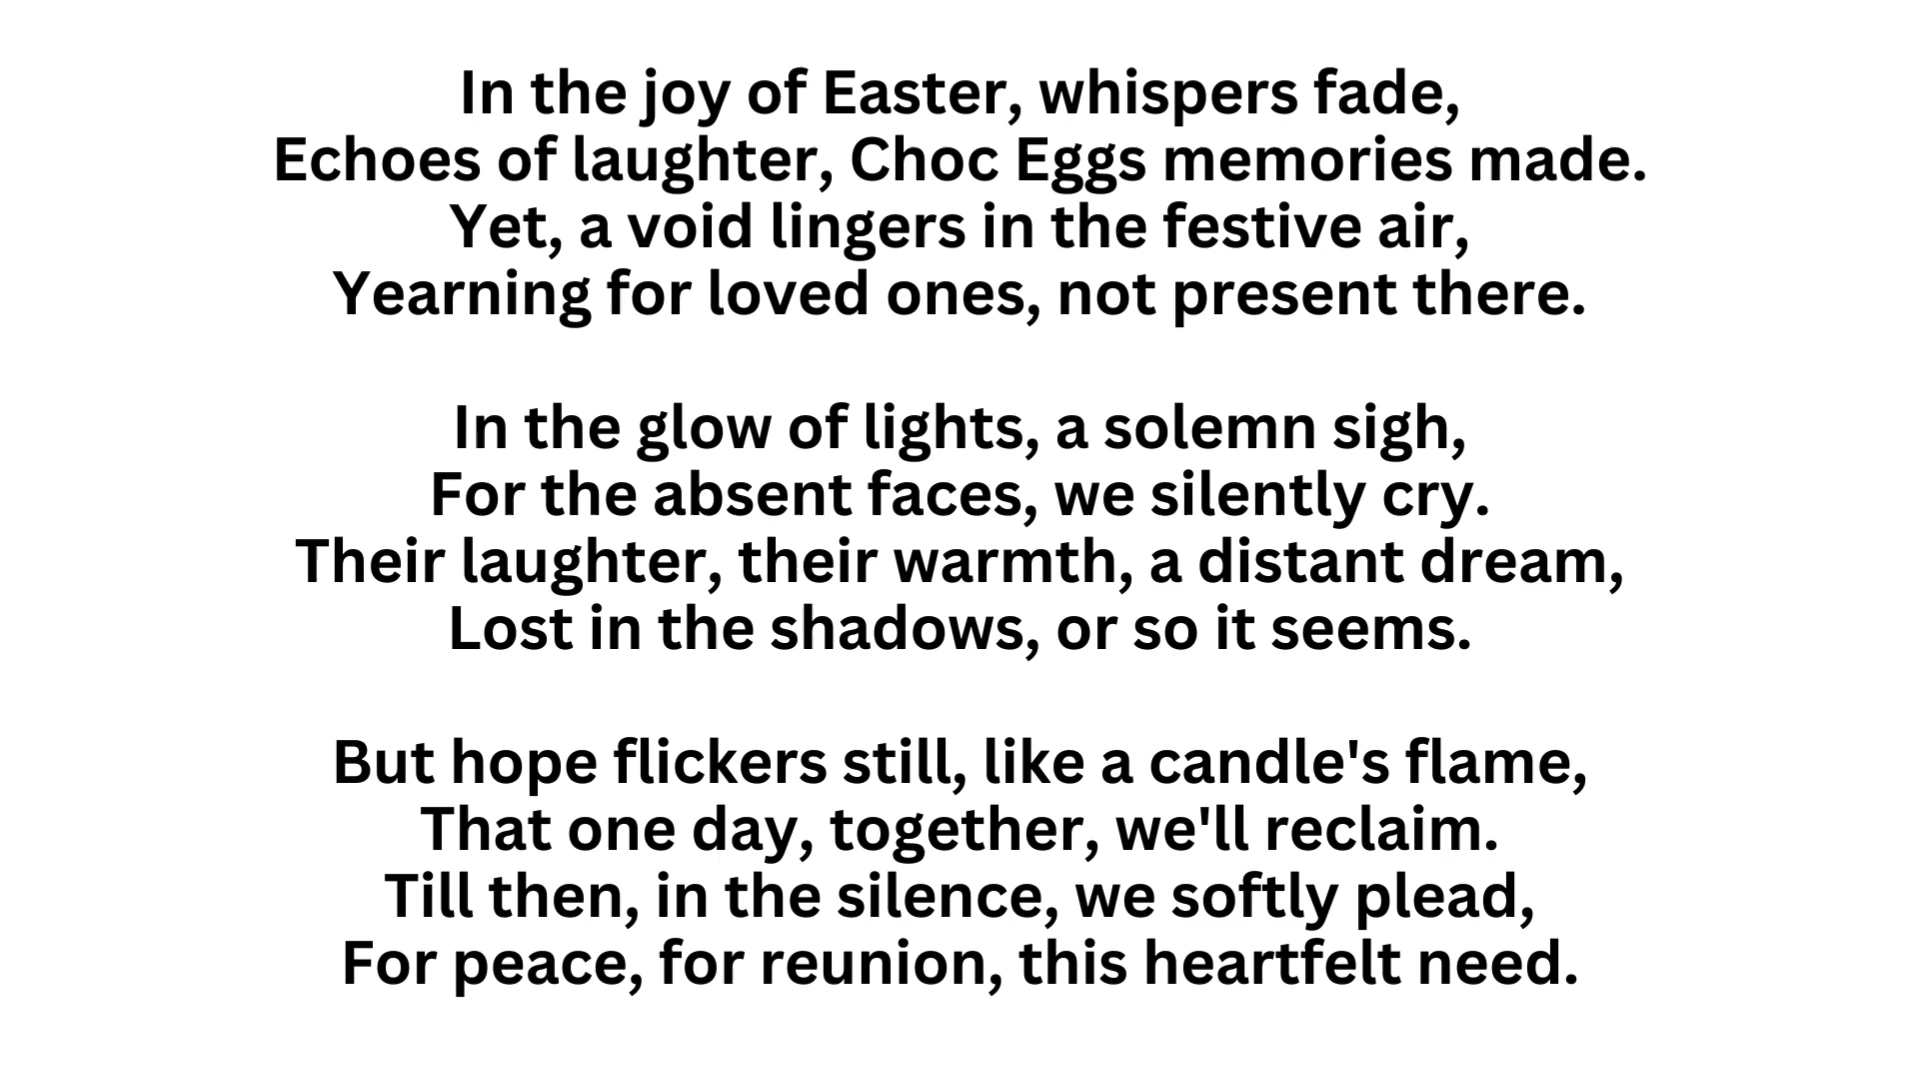 In the joy of Easter, whispers fade,
Echoes of laughter, Choc Eggs memories made.
Yet, a void lingers in the festive air,
Yearning for loved ones, not present there.
In the glow of lights, a solemn sigh,
For the absent faces, we silently cry.
Their laughter, their warmth, a distant dream,
Lost in the shadows, or so it seems.
But hope flickers still, like a candle's flame,
That one day, together, we'll reclaim.
Till then, in the silence, we softly plead,
For peace, for reunion, this heartfelt need.